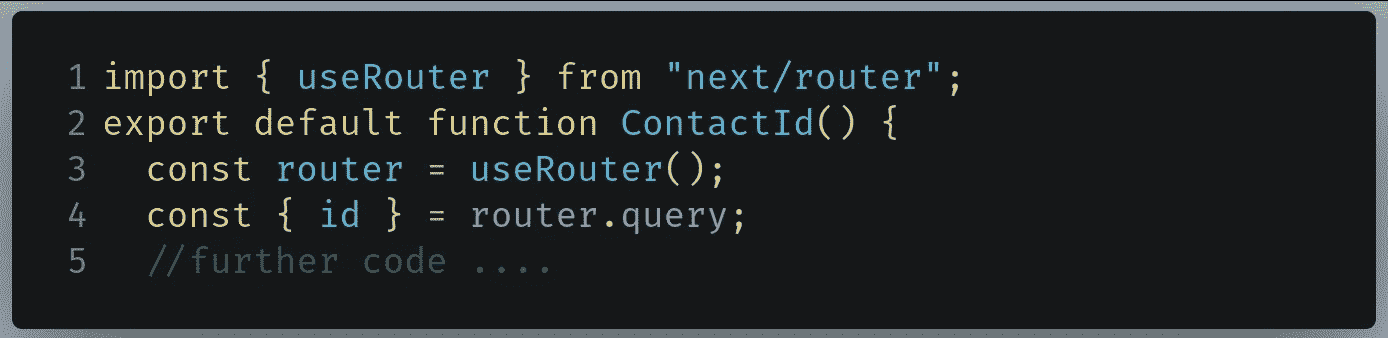 1 import { useRouter } from "next/router";
2 export default function ContactId() {
3   const router = useRouter();
4   const { id } = router.query;
5   //further code ....